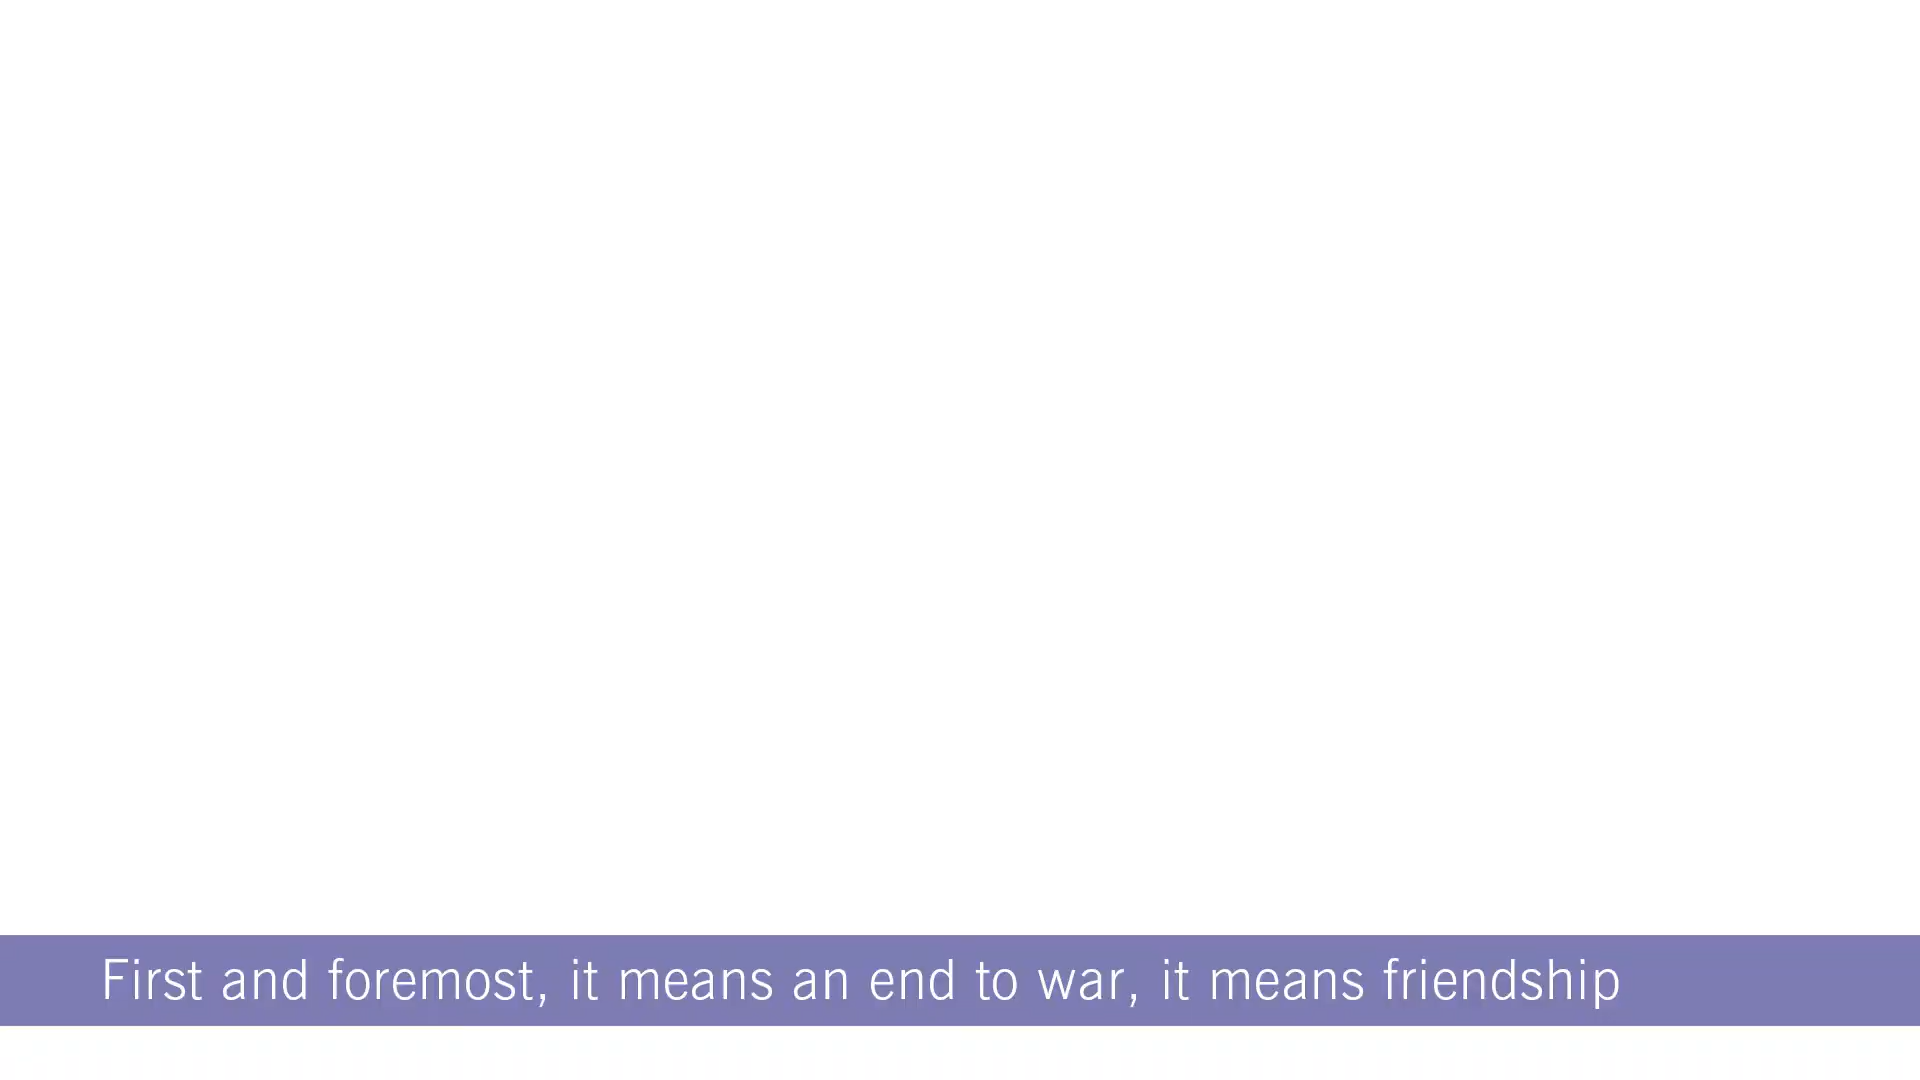 First and foremost, it means an end to war, it means friendship